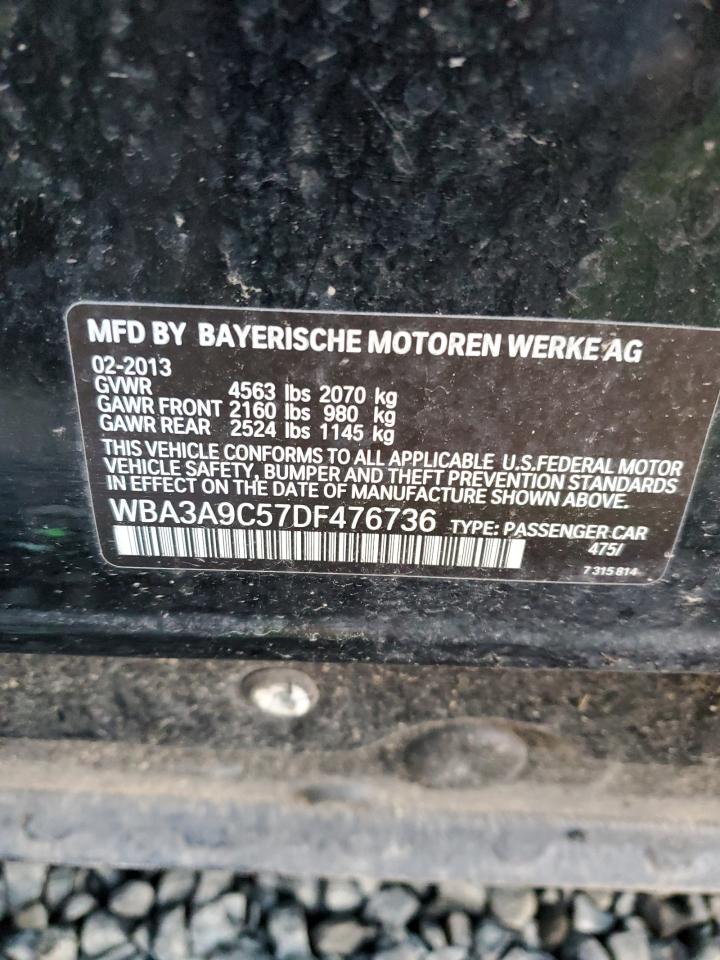 MFD BY BAYERISCHE MOTOREN WERKE AG
02-2013
GVWR 4563 lbs 2070 kg
GAWR FRONT 2160 lbs 980 kg
GAWR REAR 2524 lbs 1145 kg
THIS VEHICLE CONFORMS TO ALL APPLICABLE U.S.FEDERAL MOTOR
VEHICLE SAFETY, BUMPER AND THEFT PREVENTION STANDARDS
IN EFFECT ON THE DATE OF MANUFACTURE SHOWN ABOVE.
WBA3A9C57DF476736 TYPE: PASSENGER CAR
475/
7 315 814